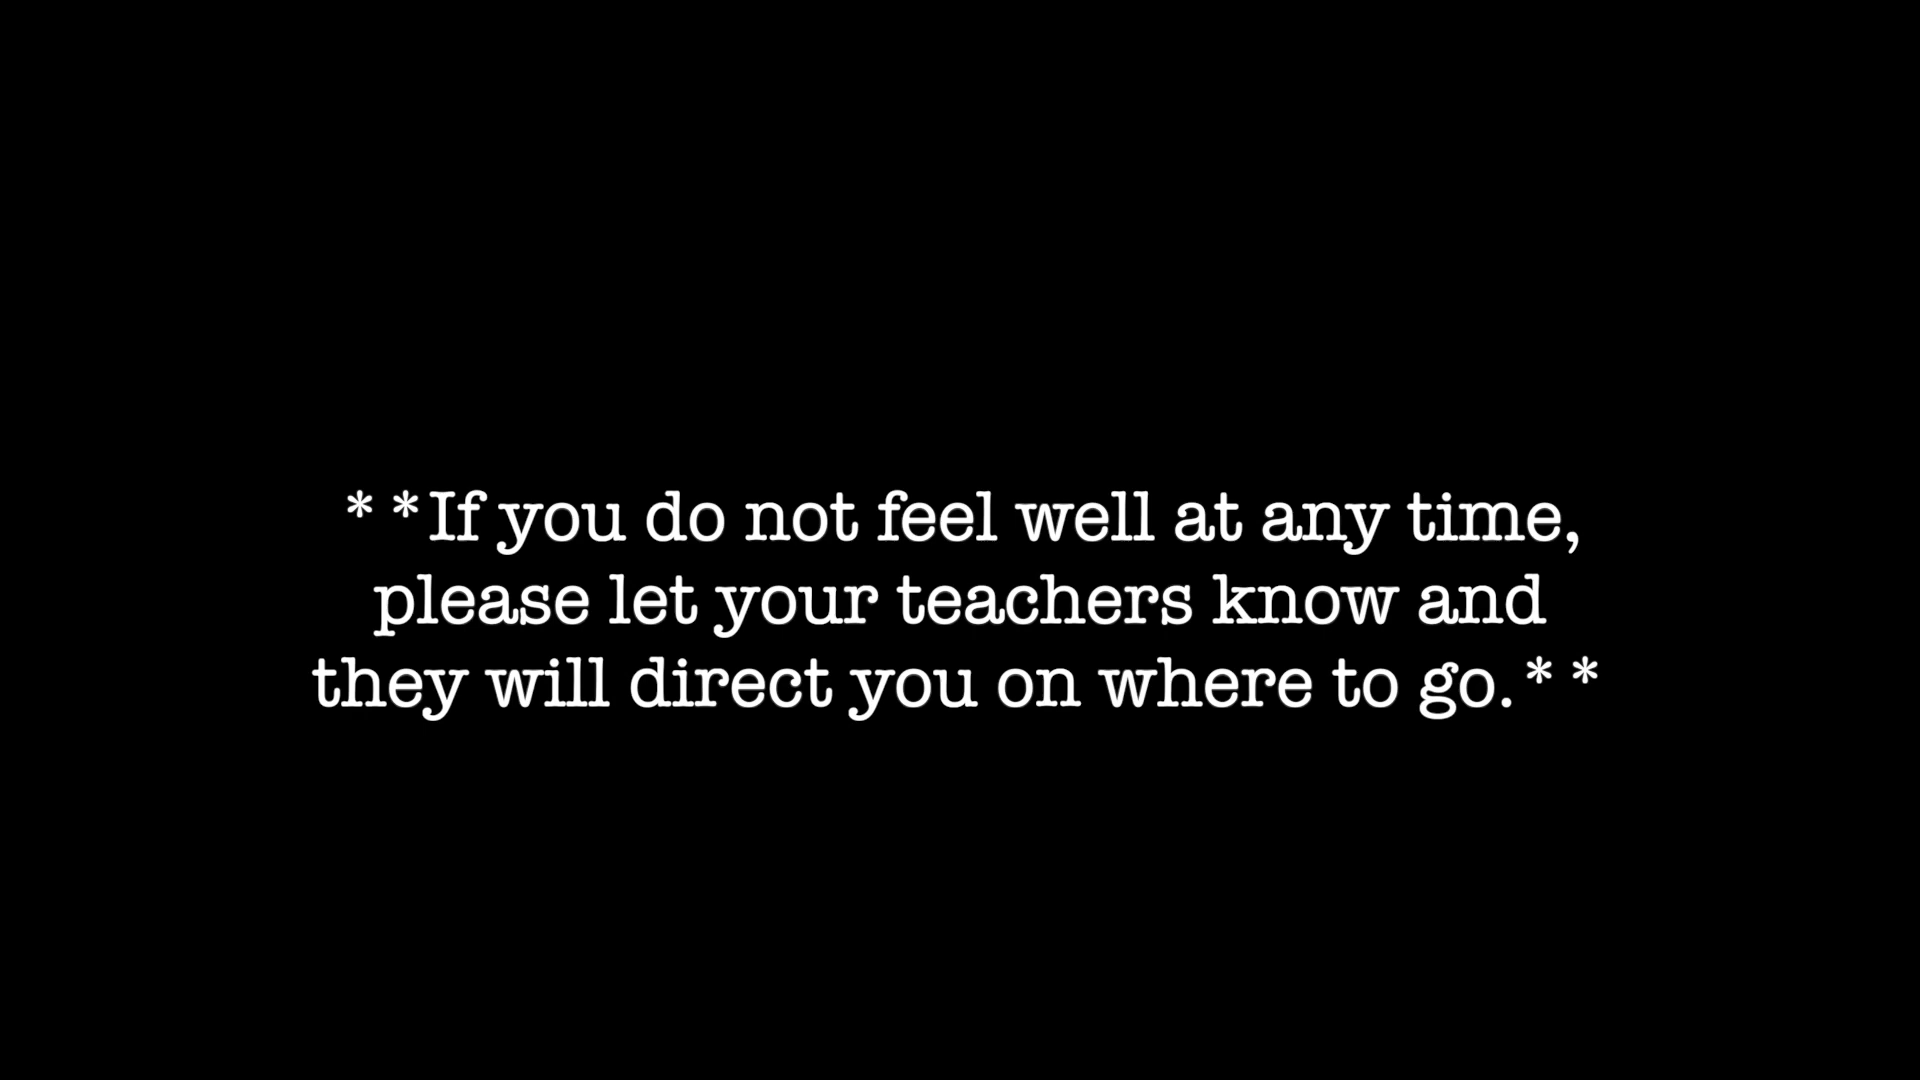 **If you do not feel well at any time,
please let your teachers know and
they will direct you on where to go.**